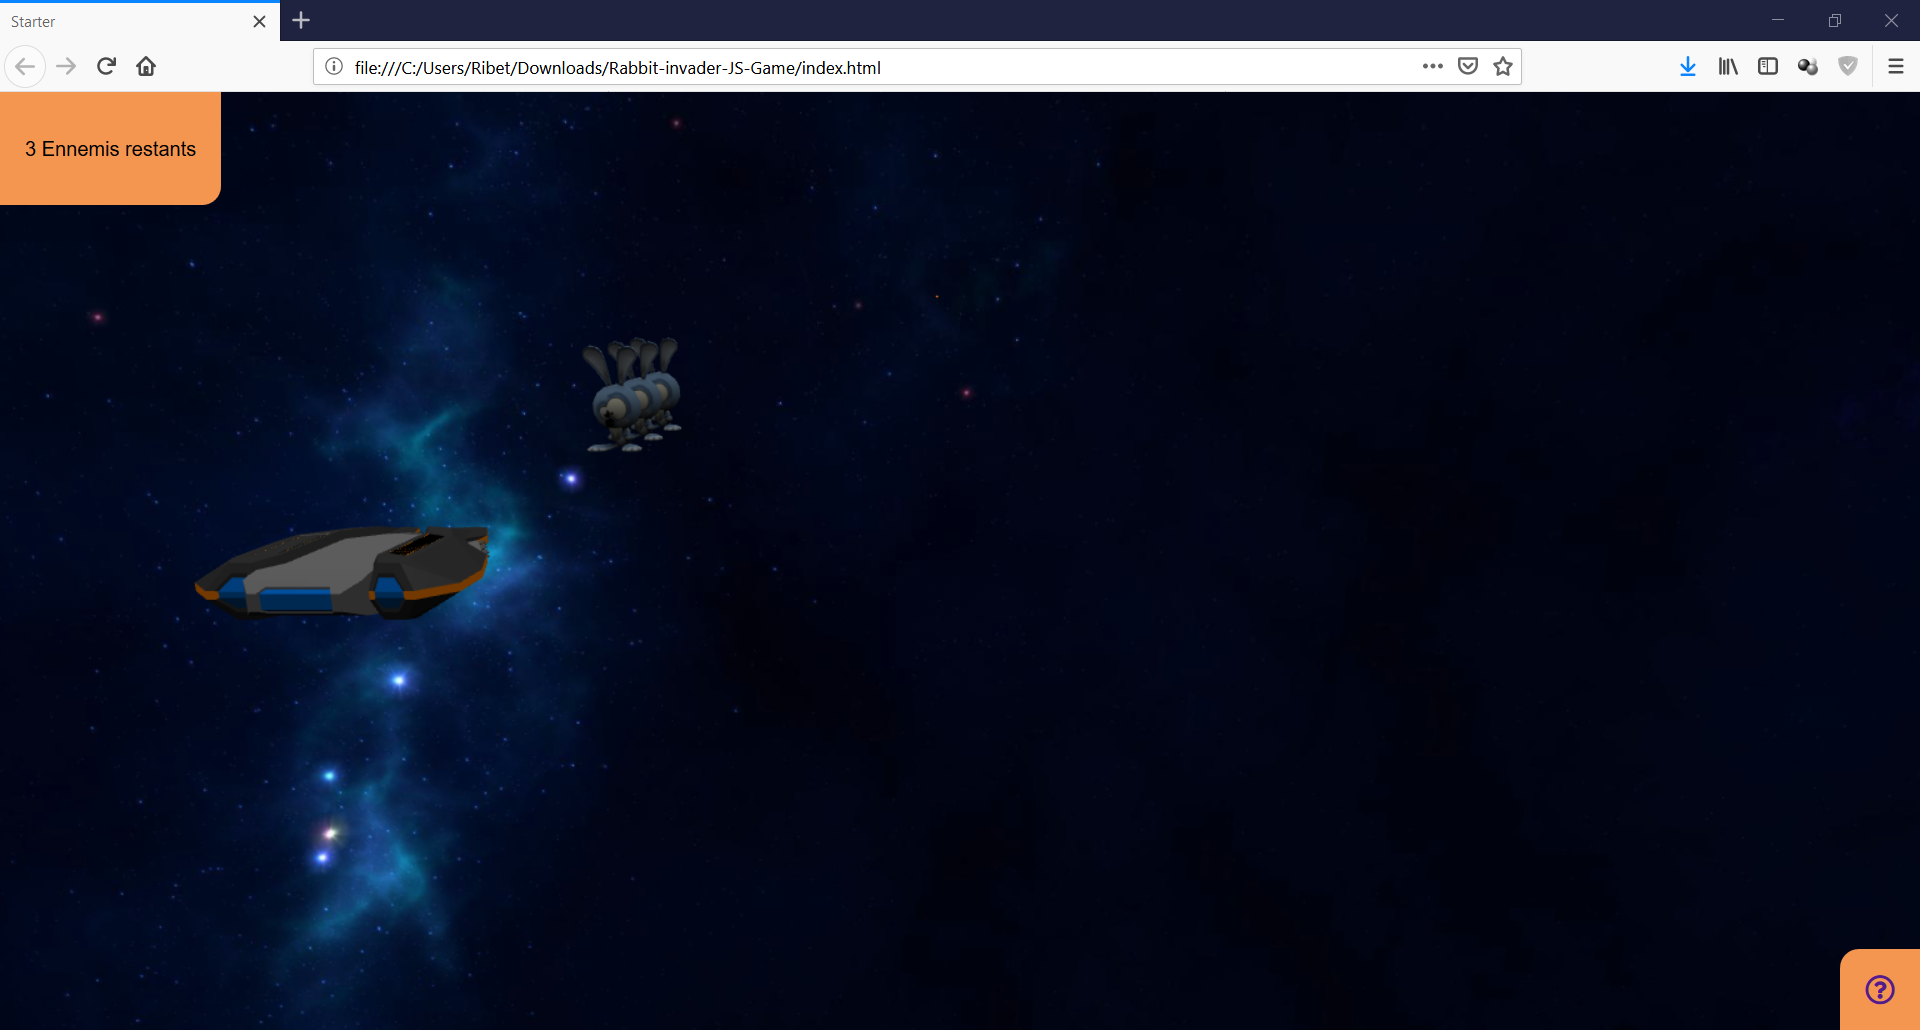 Starter
file:///C:/Users/Ribet/Downloads/Rabbit-invader-JS-Game/index.html
3 Ennemis restants
?